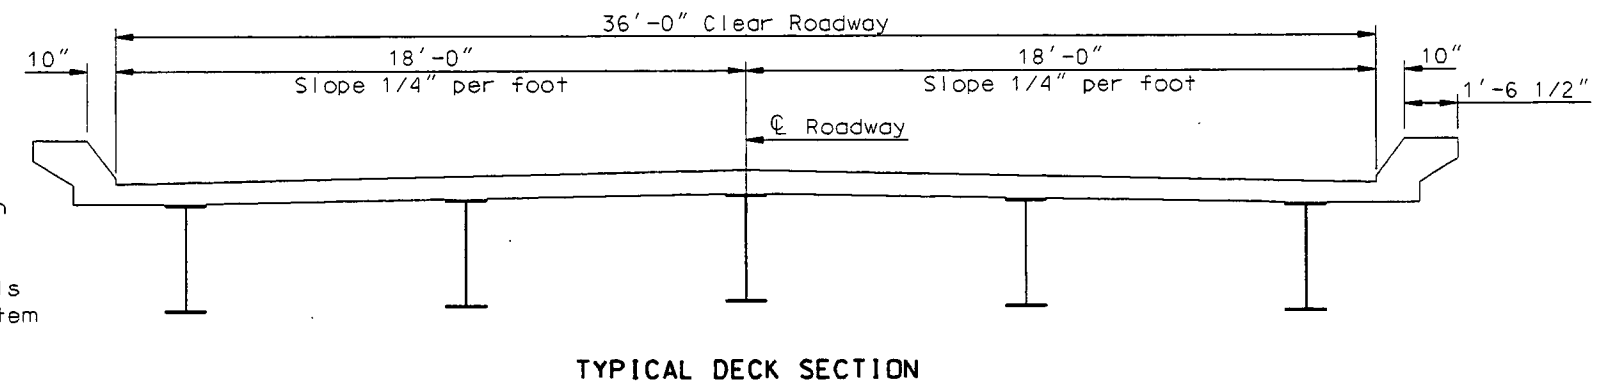 36'-0" Clear Roadway
10" 18'-0" 18'-0" 10"
Slope 1/4" per foot Slope 1/4" per foot
1'-6 1/2"
℄ Roadway
TYPICAL DECK SECTION